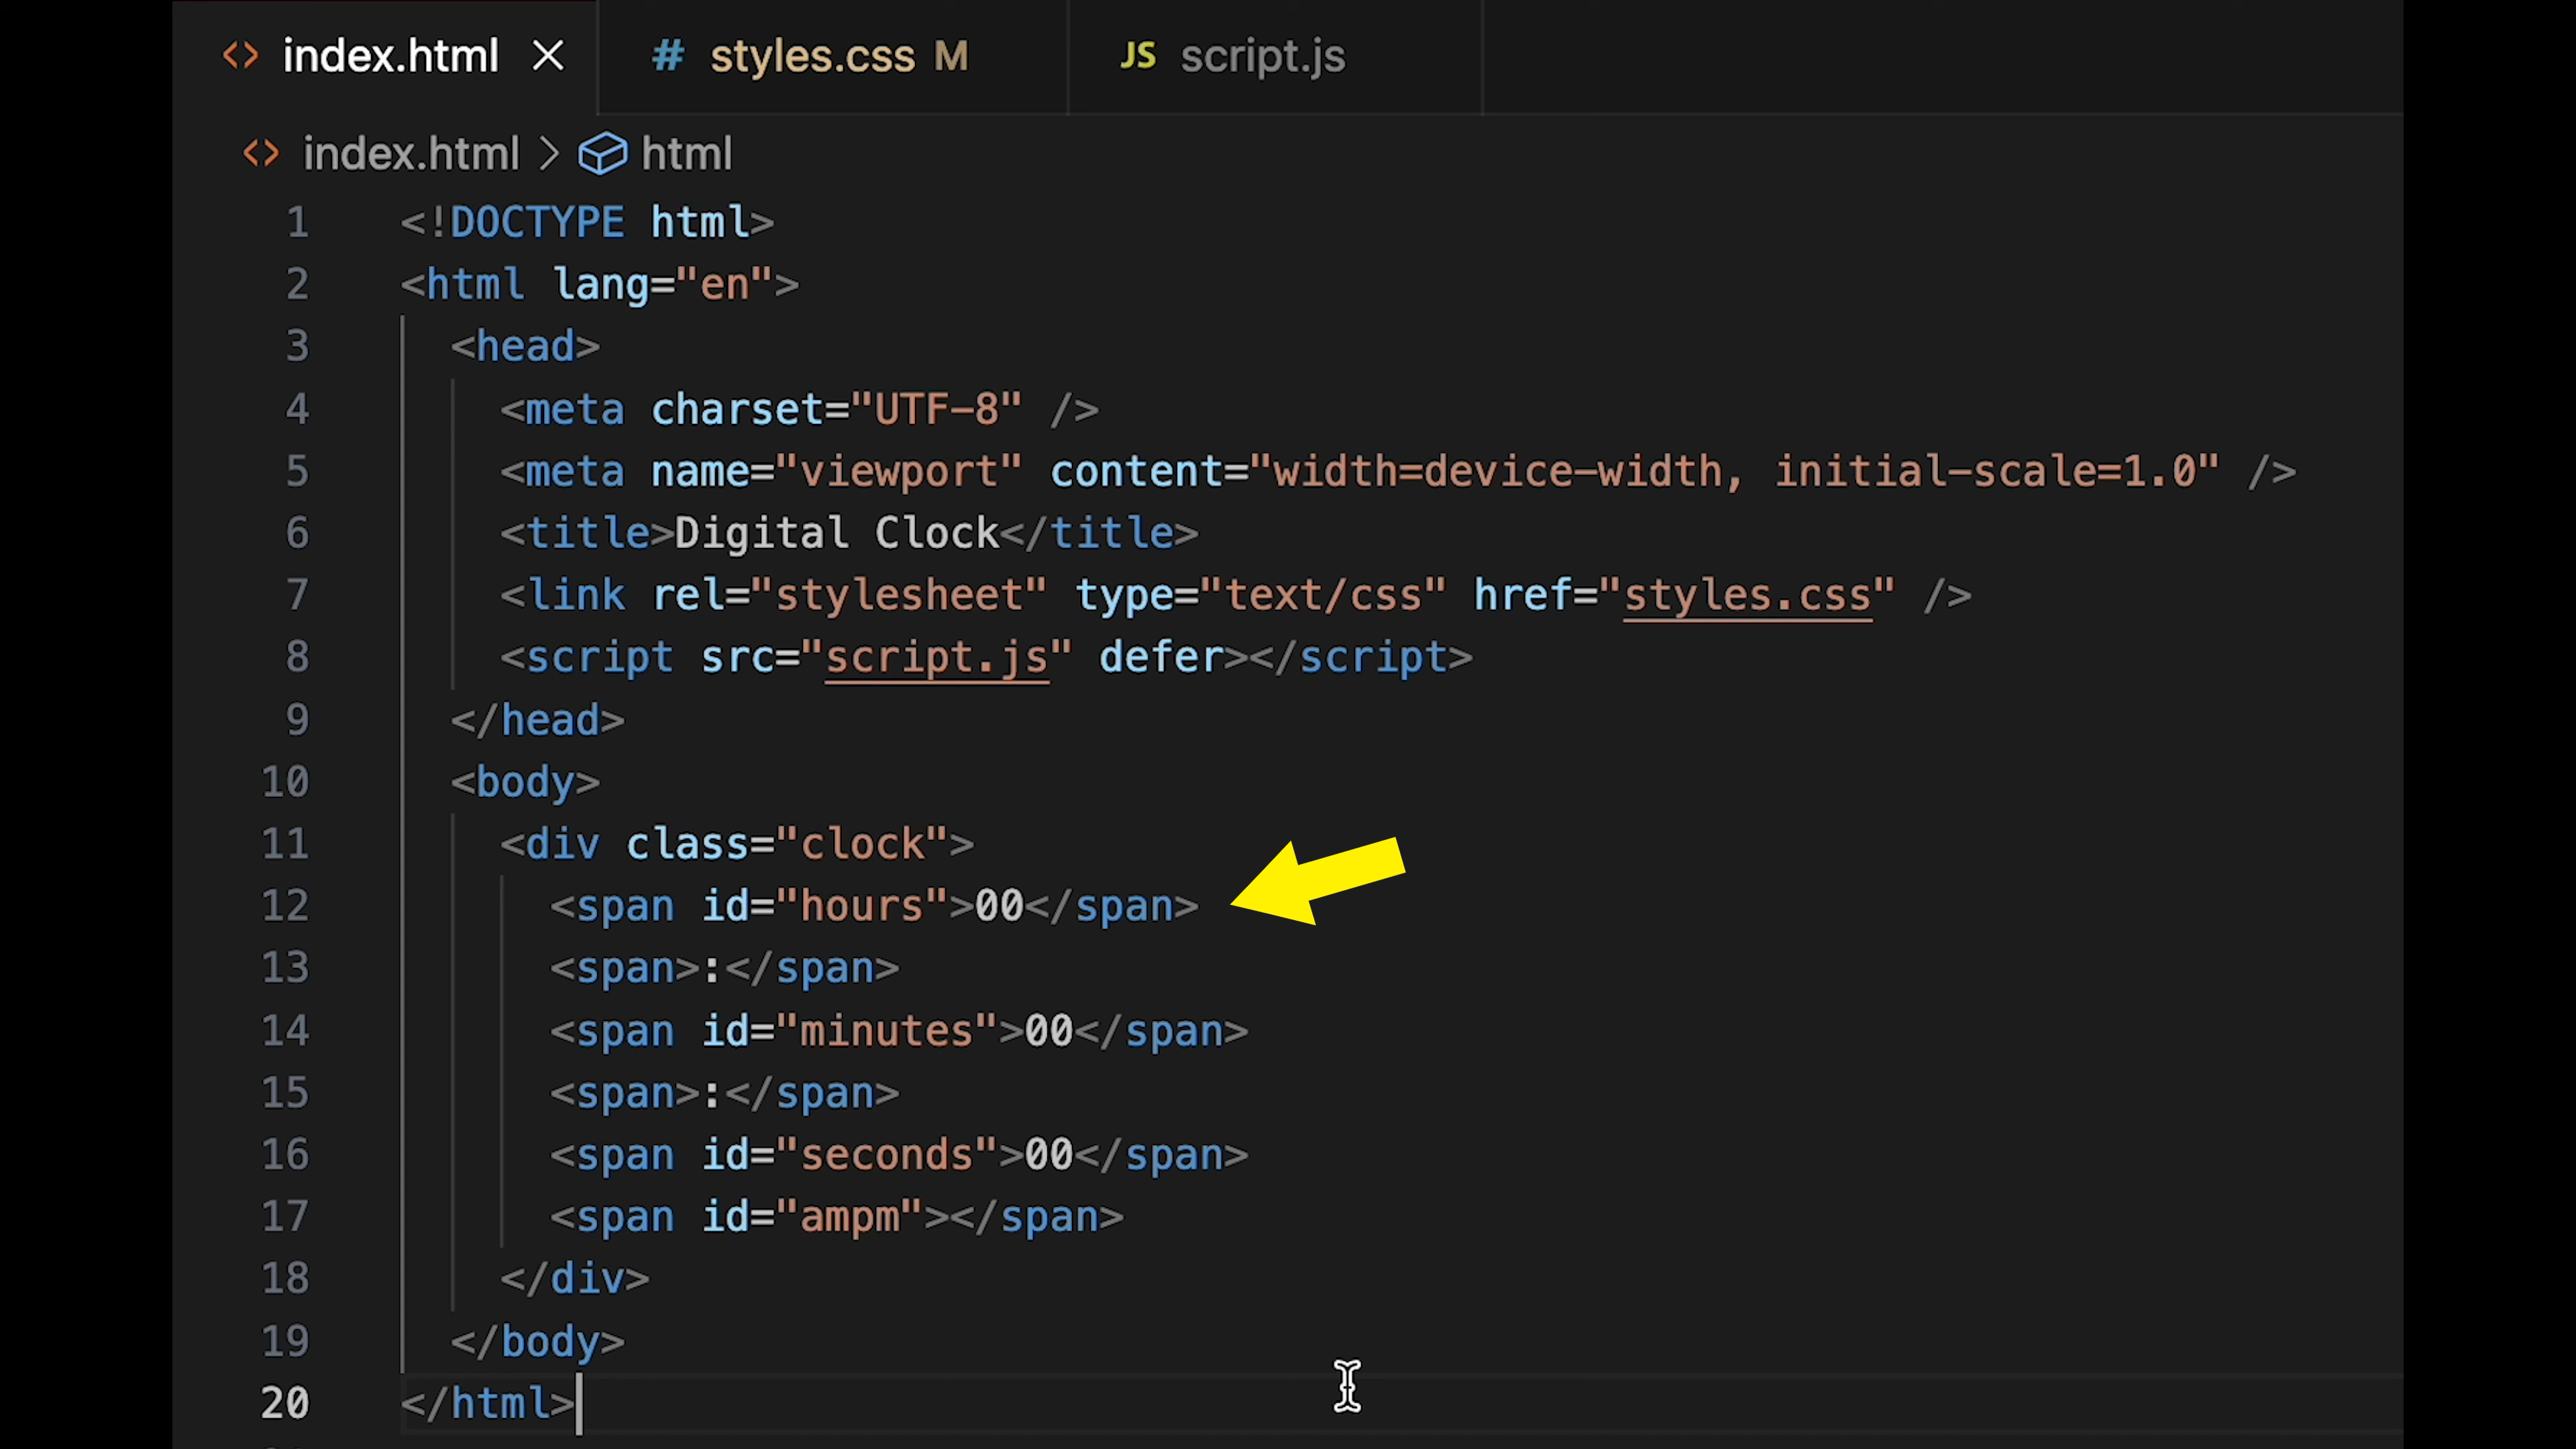 index.html styles.css M JS script.js
index.html > html
1 <!DOCTYPE html>
2 <html lang="en">
3 <head>
4 <meta charset="UTF-8" />
5 <meta name="viewport" content="width=device-width, initial-scale=1.0" />
6 <title>Digital Clock</title>
7 <link rel="stylesheet" type="text/css" href="styles.css" />
8 <script src="script.js" defer></script>
9 </head>
10 <body>
11 <div class="clock">
12 <span id="hours">00</span>
13 <span>:</span>
14 <span id="minutes">00</span>
15 <span>:</span>
16 <span id="seconds">00</span>
17 <span id="ampm"></span>
18 </div>
19 </body>
20 </html>